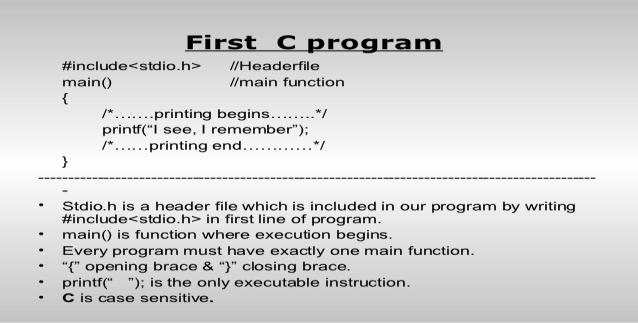 First C program
#include<stdio.h> //Headerfile
main() //main function
{
/*…….printing begins……..*/
printf(“I see, I remember”);
/*……printing end…………*/
}
-----------------------------------------------------------------------------------------------
-
• Stdio.h is a header file which is included in our program by writing
#include<stdio.h> in first line of program.
• main() is function where execution begins.
• Every program must have exactly one main function.
• “{” opening brace & “}” closing brace.
• printf(“ ”); is the only executable instruction.
• C is case sensitive.